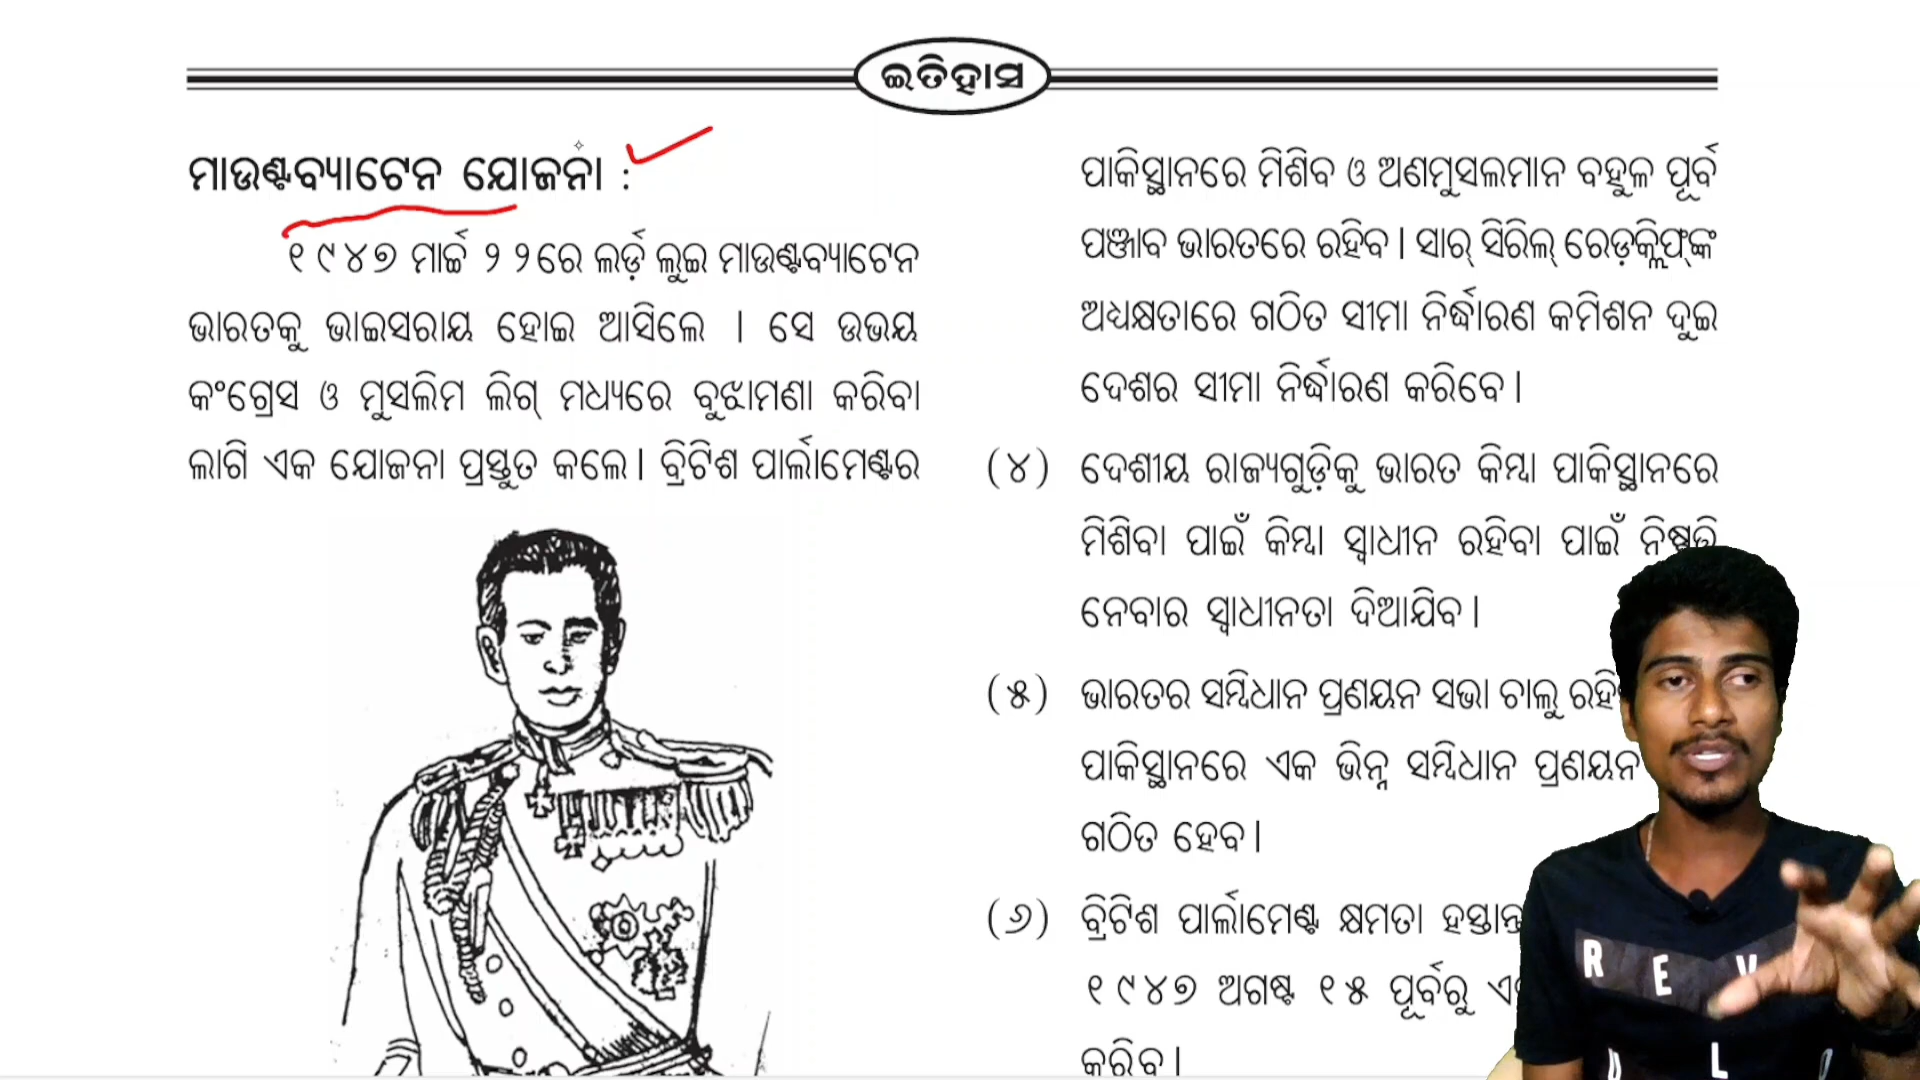 ଇତିହାସ
ମାଉଣ୍ଟବ୍ୟାଟେନ ଯୋଜନା :
୧୯୪୭ ମାର୍ଚ୍ଚ ୨୨ରେ ଲର୍ଡ଼ ଲୁଇ ମାଉଣ୍ଟବ୍ୟାଟେନ
ଭାରତକୁ ଭାଇସରାୟ ହୋଇ ଆସିଲେ । ସେ ଉଭୟ
କଂଗ୍ରେସ ଓ ମୁସଲିମ ଲିଗ୍ ମଧ୍ୟରେ ବୁଝାମଣା କରିବା
ଲାଗି ଏକ ଯୋଜନା ପ୍ରସ୍ତୁତ କଲେ। ବ୍ରିଟିଶ ପାର୍ଲାମେଣ୍ଟର
ପାକିସ୍ଥାନରେ ମିଶିବ ଓ ଅଣମୁସଲମାନ ବହୁଳ ପୂର୍ବ
ପଞ୍ଜାବ ଭାରତରେ ରହିବ। ସାର୍ ସିରିଲ୍ ରେଡ଼କ୍ଲିଫ୍‌ଙ୍କ
ଅଧ୍ୟକ୍ଷତାରେ ଗଠିତ ସୀମା ନିର୍ଦ୍ଧାରଣ କମିଶନ ଦୁଇ
ଦେଶର ସୀମା ନିର୍ଦ୍ଧାରଣ କରିବେ।
(୪) ଦେଶୀୟ ରାଜ୍ୟଗୁଡ଼ିକୁ ଭାରତ କିମ୍ବା ପାକିସ୍ଥାନରେ
ମିଶିବା ପାଇଁ କିମ୍ବା ସ୍ୱାଧୀନ ରହିବା ପାଇଁ ନିଷ୍ପତ୍ତି
ନେବାର ସ୍ୱାଧୀନତା ଦିଆଯିବ।
(୫) ଭାରତର ସମ୍ବିଧାନ ପ୍ରଣୟନ ସଭା ଚାଲୁ
ପାକିସ୍ଥାନରେ ଏକ ଭିନ୍ନ ସମ୍ବିଧାନ ପ୍ରଣୟନ
ଗଠିତ ହେବ।
(୬) ବ୍ରିଟିଶ ପାର୍ଲାମେଣ୍ଟ କ୍ଷମତା
୧୯୪୭ ଅଗଷ୍ଟ ୧୫ ପୂର୍ବରୁ
କରିବ।
R E V